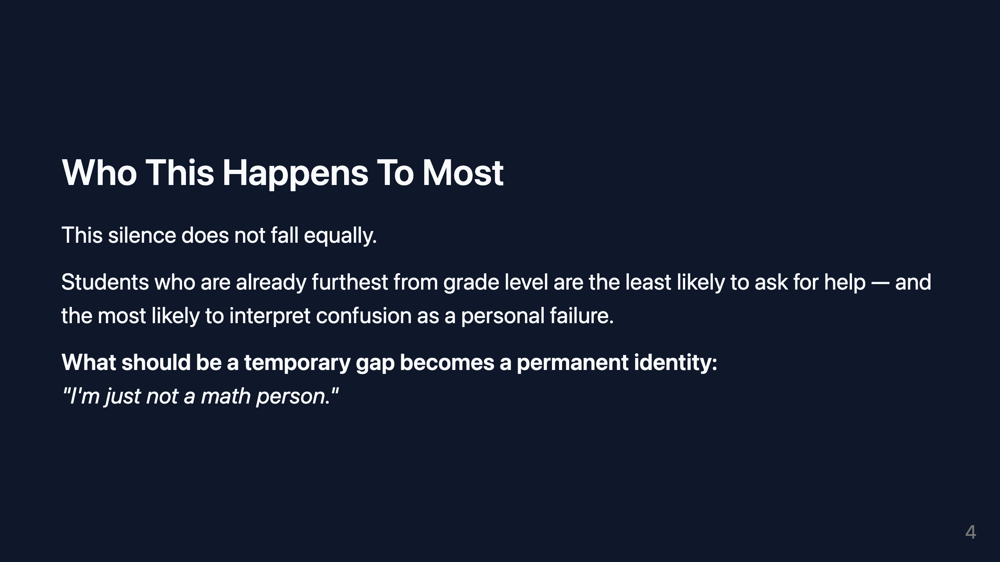 Who This Happens To Most
This silence does not fall equally.
Students who are already furthest from grade level are the least likely to ask for help — and
the most likely to interpret confusion as a personal failure.
What should be a temporary gap becomes a permanent identity:
"I'm just not a math person."
4